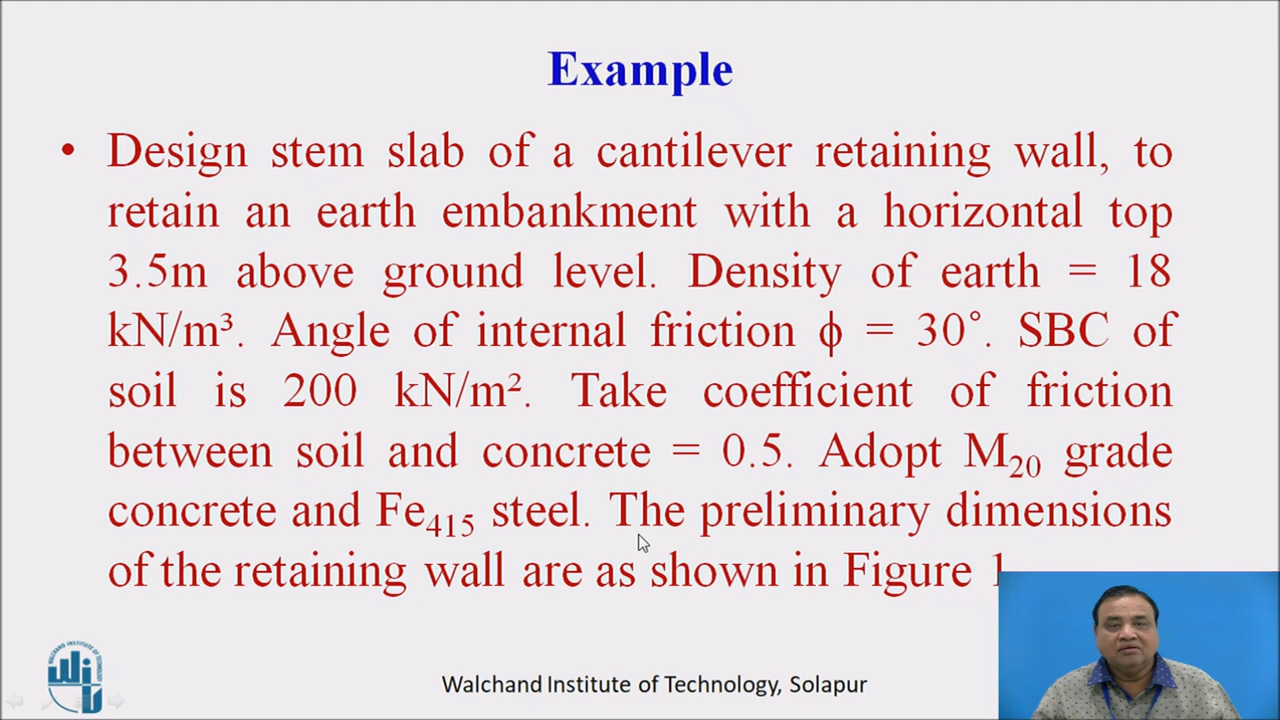 Example
• Design stem slab of a cantilever retaining wall, to
retain an earth embankment with a horizontal top
3.5m above ground level. Density of earth = 18
kN/m³. Angle of internal friction ϕ = 30°. SBC of
soil is 200 kN/m². Take coefficient of friction
between soil and concrete = 0.5. Adopt M₂₀ grade
concrete and Fe₄₁₅ steel. The preliminary dimensions
of the retaining wall are as shown in Figure 1
Walchand Institute of Technology, Solapur